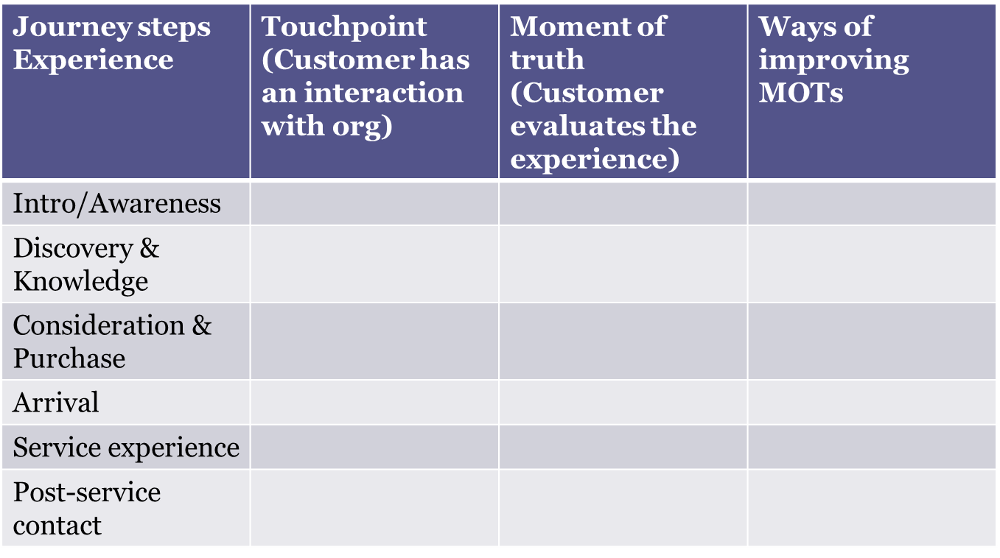 Journey steps
Experience
Touchpoint
(Customer has
an interaction
with org)
Moment of
truth
(Customer
evaluates the
experience)
Ways of
improving
MOTs
Intro/Awareness
Discovery &
Knowledge
Consideration &
Purchase
Arrival
Service experience
Post-service
contact